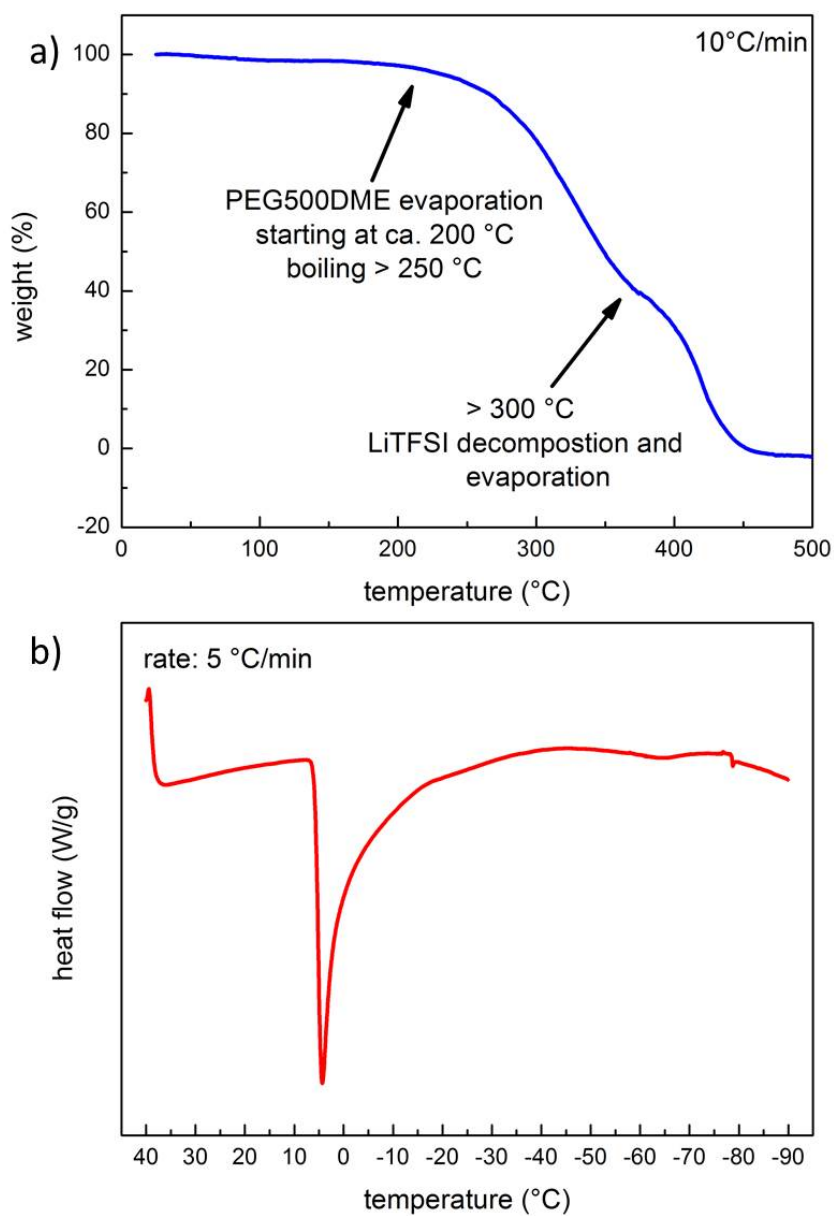 a)
10°C/min
100
80
60
40
20
0
-20
weight (%)
PEG500DME evaporation
starting at ca. 200 °C
boiling > 250 °C
> 300 °C
LiTFSI decompostion and
evaporation
0 100 200 300 400 500
temperature (°C)
b)
rate: 5 °C/min
heat flow (W/g)
40 30 20 10 0 -10 -20 -30 -40 -50 -60 -70 -80 -90
temperature (°C)